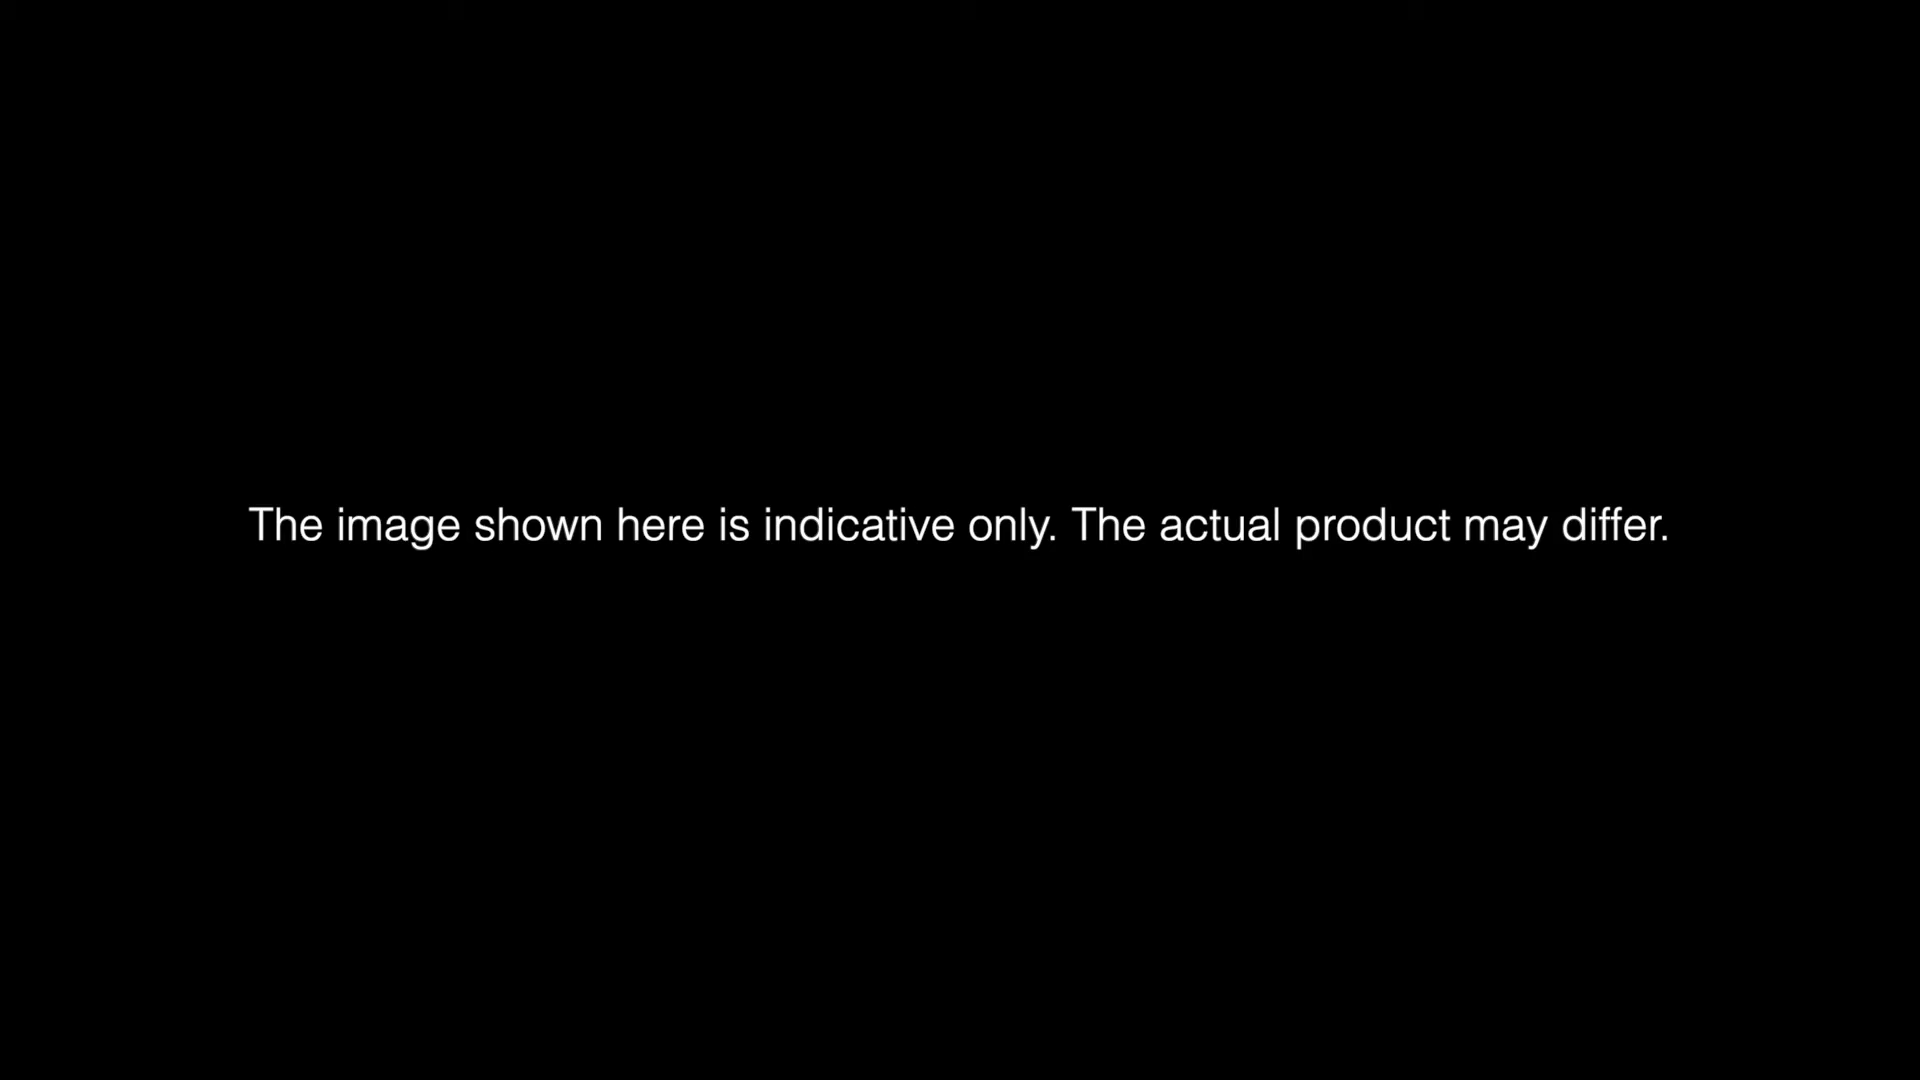 The image shown here is indicative only. The actual product may differ.